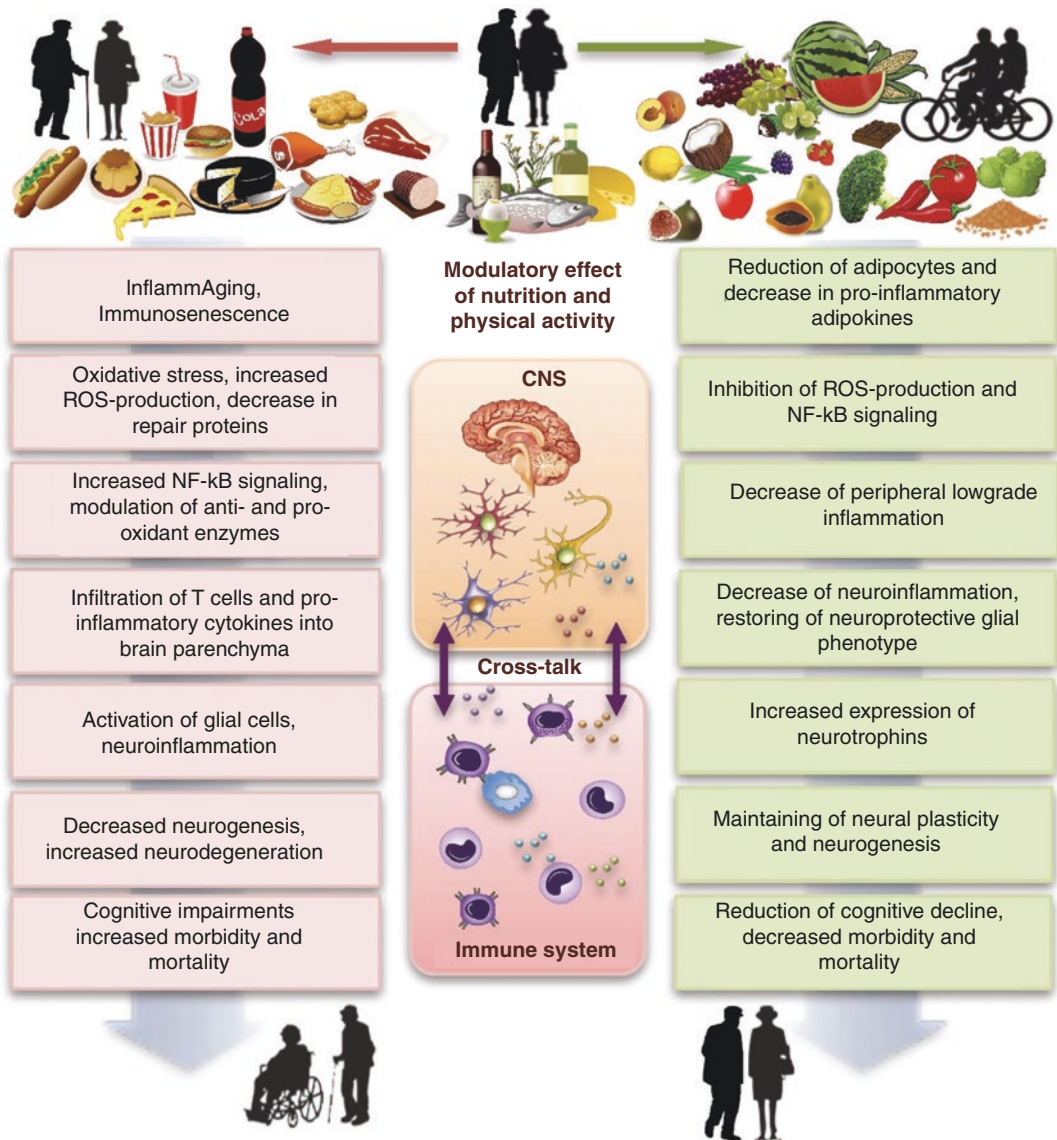 Cola
InflammAging,
Immunosenescence
Oxidative stress, increased
ROS-production, decrease in
repair proteins
Increased NF-kB signaling,
modulation of anti- and pro-
oxidant enzymes
Infiltration of T cells and pro-
inflammatory cytokines into
brain parenchyma
Activation of glial cells,
neuroinflammation
Decreased neurogenesis,
increased neurodegeneration
Cognitive impairments
increased morbidity and
mortality
Modulatory effect
of nutrition and
physical activity
CNS
Cross-talk
Immune system
Reduction of adipocytes and
decrease in pro-inflammatory
adipokines
Inhibition of ROS-production and
NF-kB signaling
Decrease of peripheral lowgrade
inflammation
Decrease of neuroinflammation,
restoring of neuroprotective glial
phenotype
Increased expression of
neurotrophins
Maintaining of neural plasticity
and neurogenesis
Reduction of cognitive decline,
decreased morbidity and
mortality